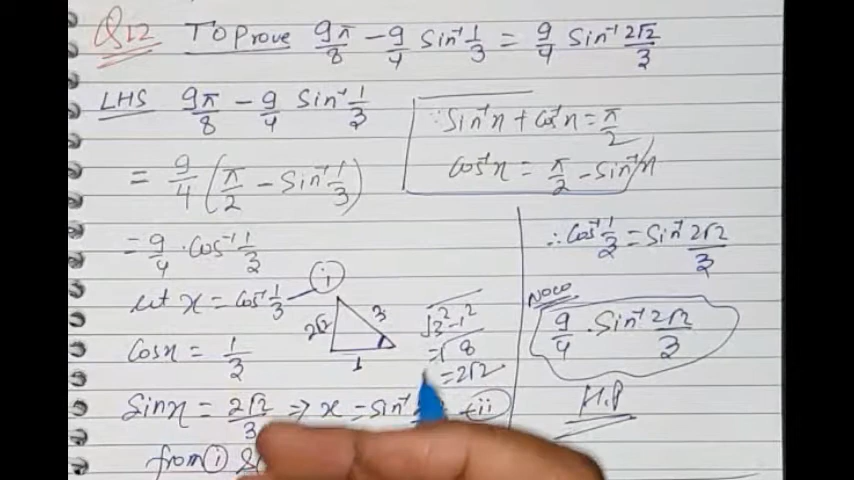 Q12 To Prove 9π/8 - 9/4 Sin⁻¹ 1/3 = 9/4 Sin⁻¹ 2√2/3
LHS 9π/8 - 9/4 Sin⁻¹ 1/3
= 9/4 (π/2 - Sin⁻¹ 1/3)
= 9/4 · Cos⁻¹ 1/3
let x = Cos⁻¹ 1/3 — (i)
Cosx = 1/3
Sinx = 2√2/3 ⇒ x = Sin⁻¹ — (ii)
from (i) &
2√2 3 1
√3²-1²
= √8
= 2√2
∵ Sin⁻¹x + Cos⁻¹x = π/2
Cos⁻¹x = π/2 - Sin⁻¹x
∴ Cos⁻¹ 1/3 = Sin⁻¹ 2√2/3
Now
9/4 · Sin⁻¹ 2√2/3
H.P